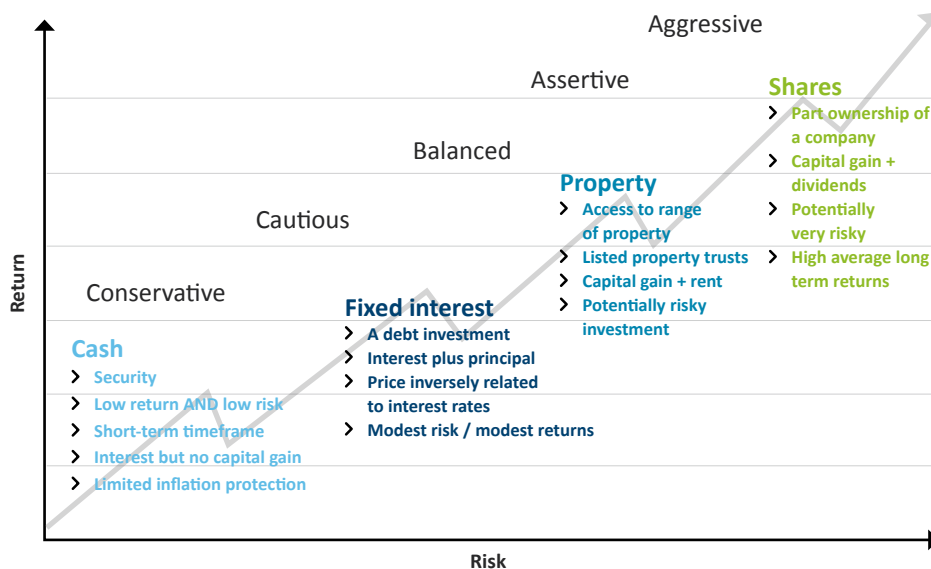 Aggressive
Assertive
Balanced
Cautious
Conservative
Return
Risk
Cash
Security
Low return AND low risk
Short-term timeframe
Interest but no capital gain
Limited inflation protection
Fixed interest
A debt investment
Interest plus principal
Price inversely related
to interest rates
Modest risk / modest returns
Property
Access to range
of property
Listed property trusts
Capital gain + rent
Potentially risky
investment
Shares
Part ownership of
a company
Capital gain +
dividends
Potentially
very risky
High average long
term returns